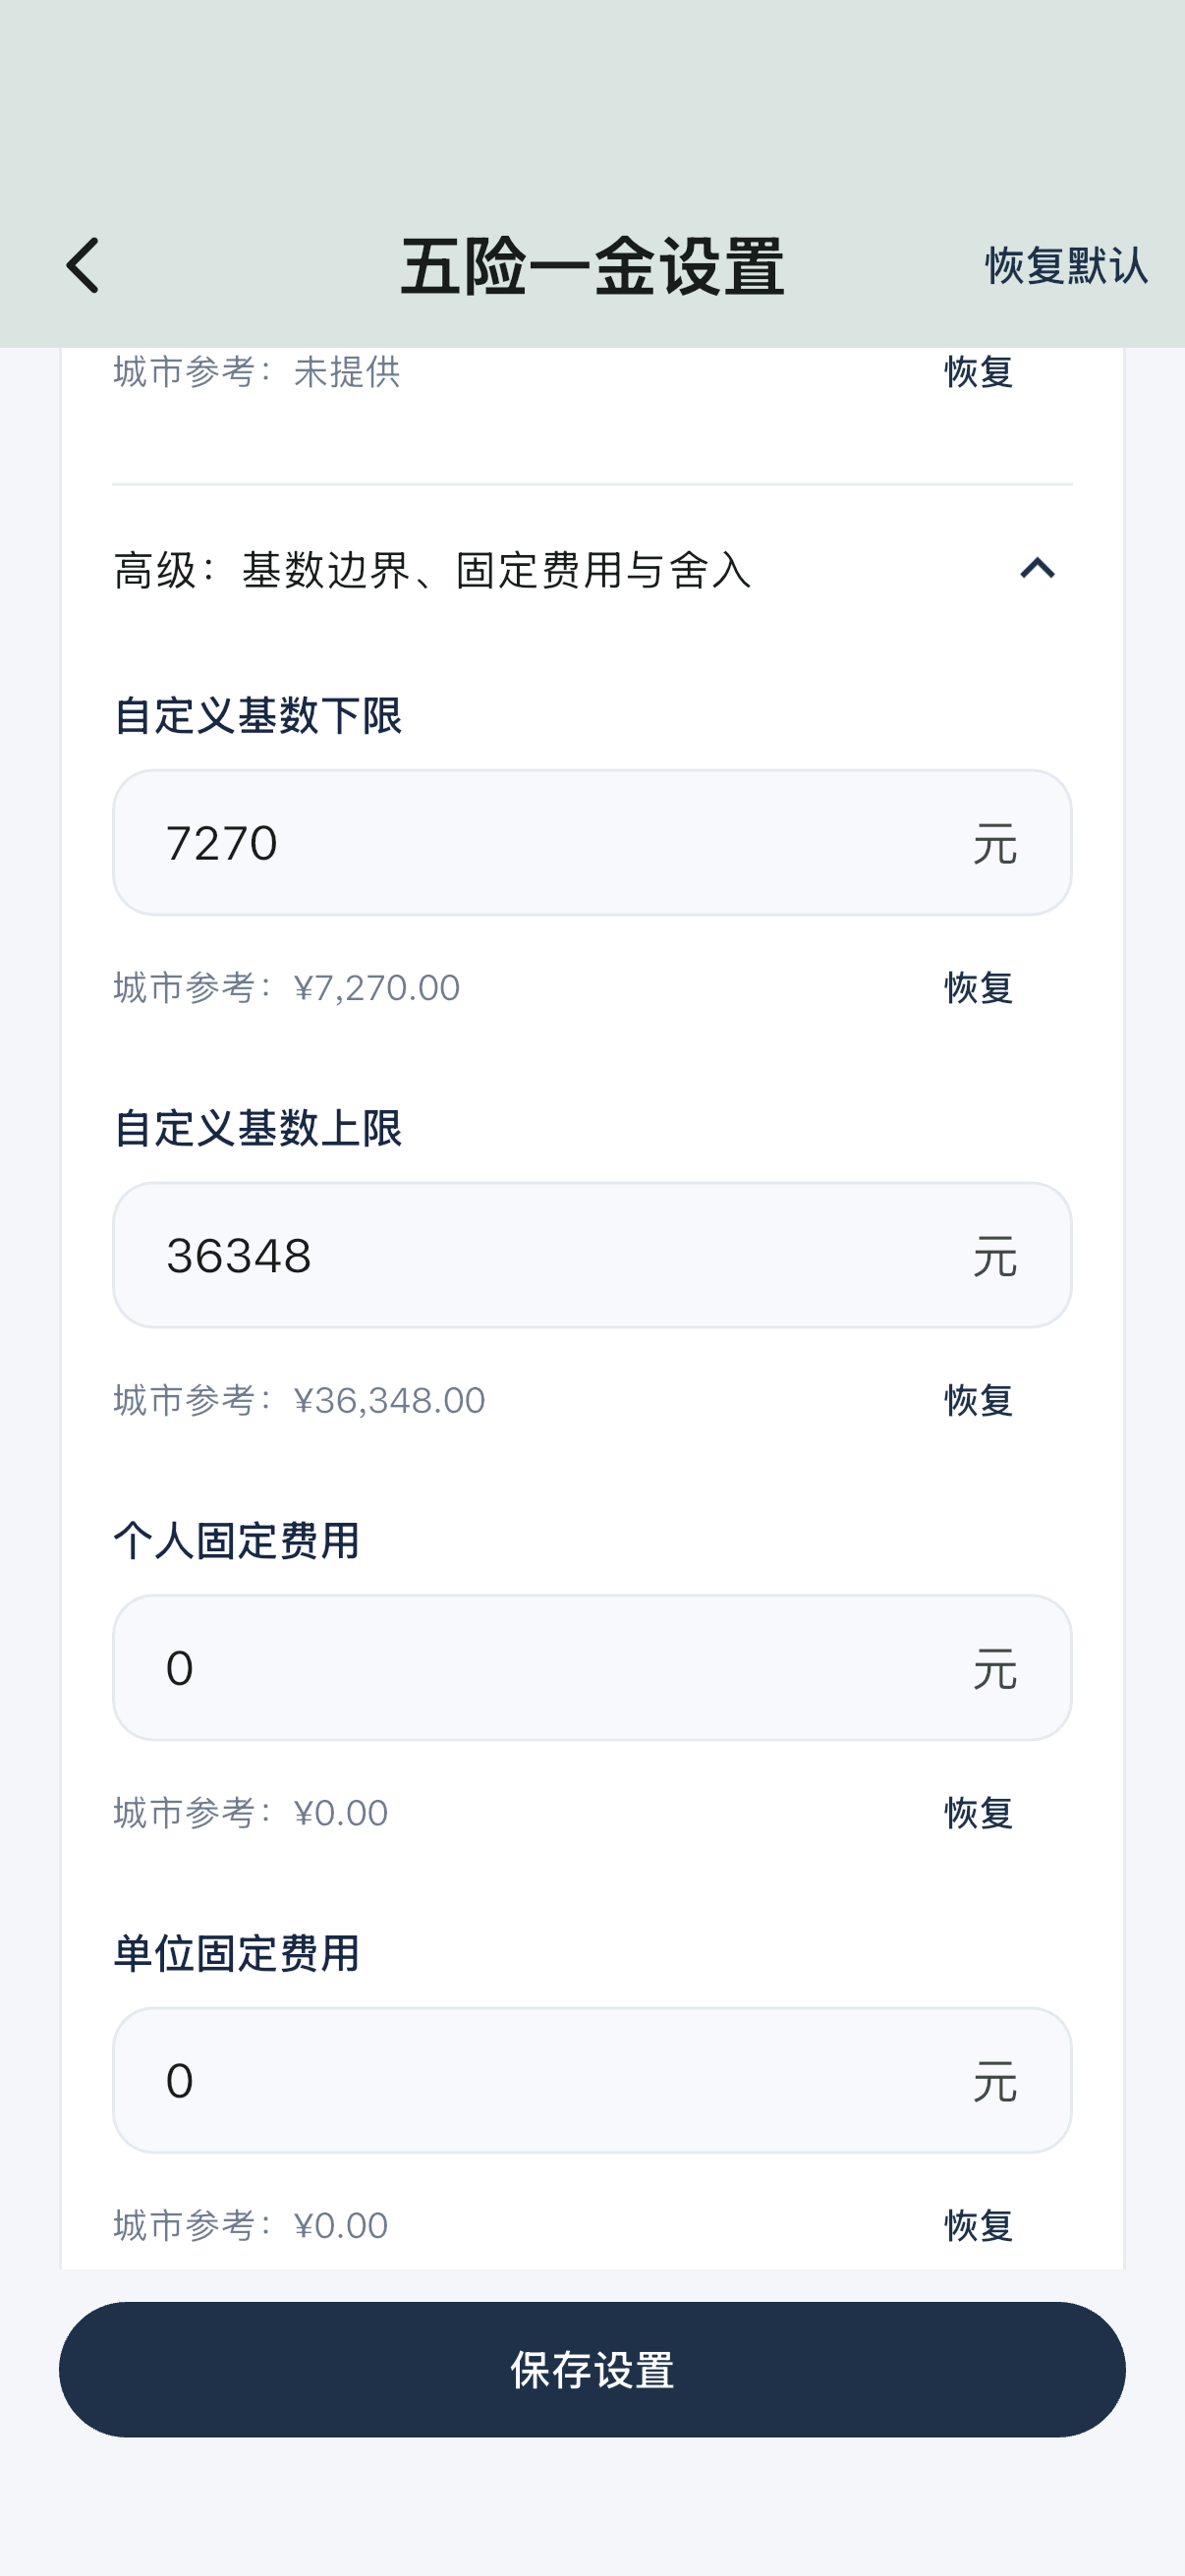 五险一金设置
恢复默认
城市参考：未提供
恢复
高级：基数边界、固定费用与舍入
自定义基数下限
7270
元
城市参考：¥7,270.00
恢复
自定义基数上限
36348
元
城市参考：¥36,348.00
恢复
个人固定费用
0
元
城市参考：¥0.00
恢复
单位固定费用
0
元
城市参考：¥0.00
恢复
保存设置